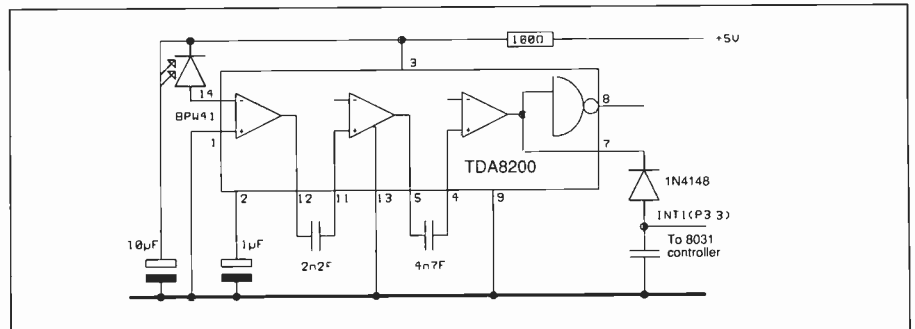 100Ω
+5V
3
14
BPW41
1
8
7
TDA8200
1N4148
2
12
11
13
5
4
9
INT1(P3 3)
To 8031
controller
10µF
1µF
2n2F
4n7F